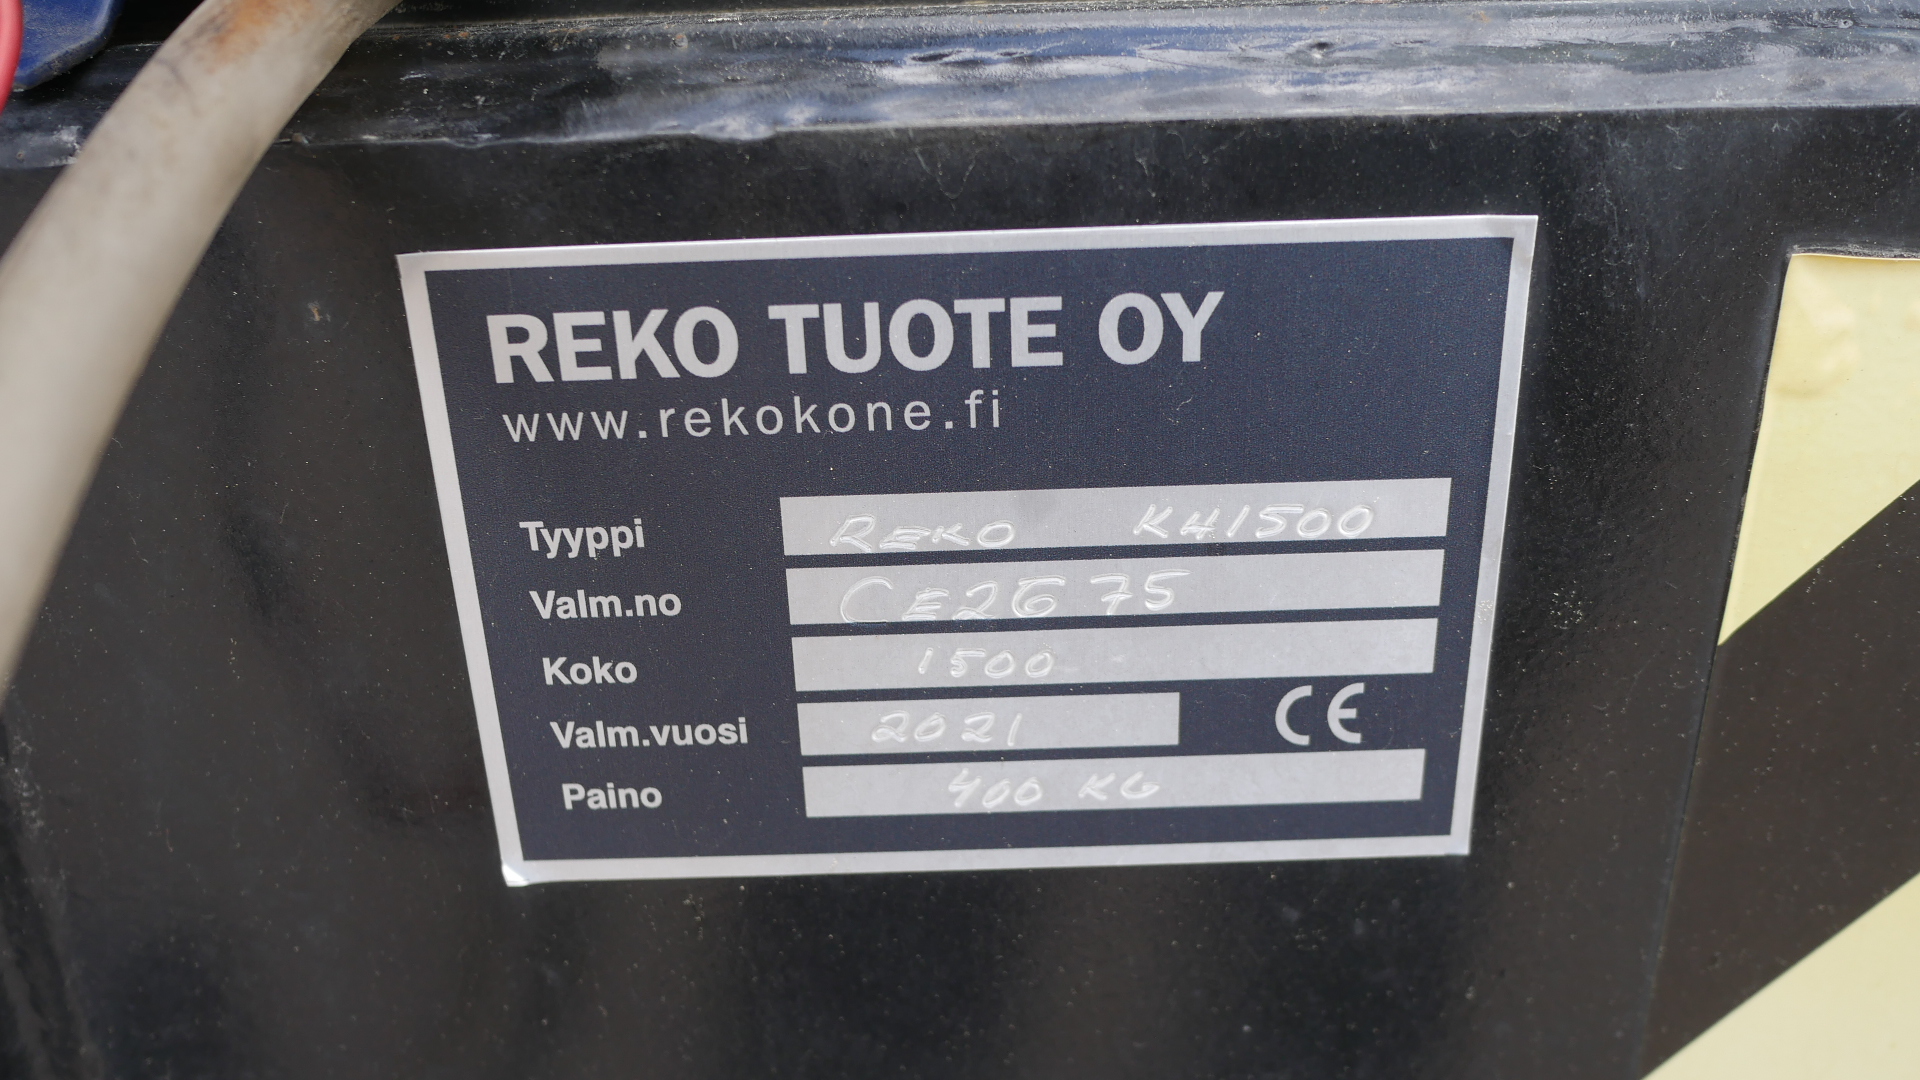 REKO TUOTE OY
www.rekokone.fi
Tyyppi REKO KH1500
Valm.no CE2675
Koko 1500
Valm.vuosi 2021 CE
Paino 400 KG